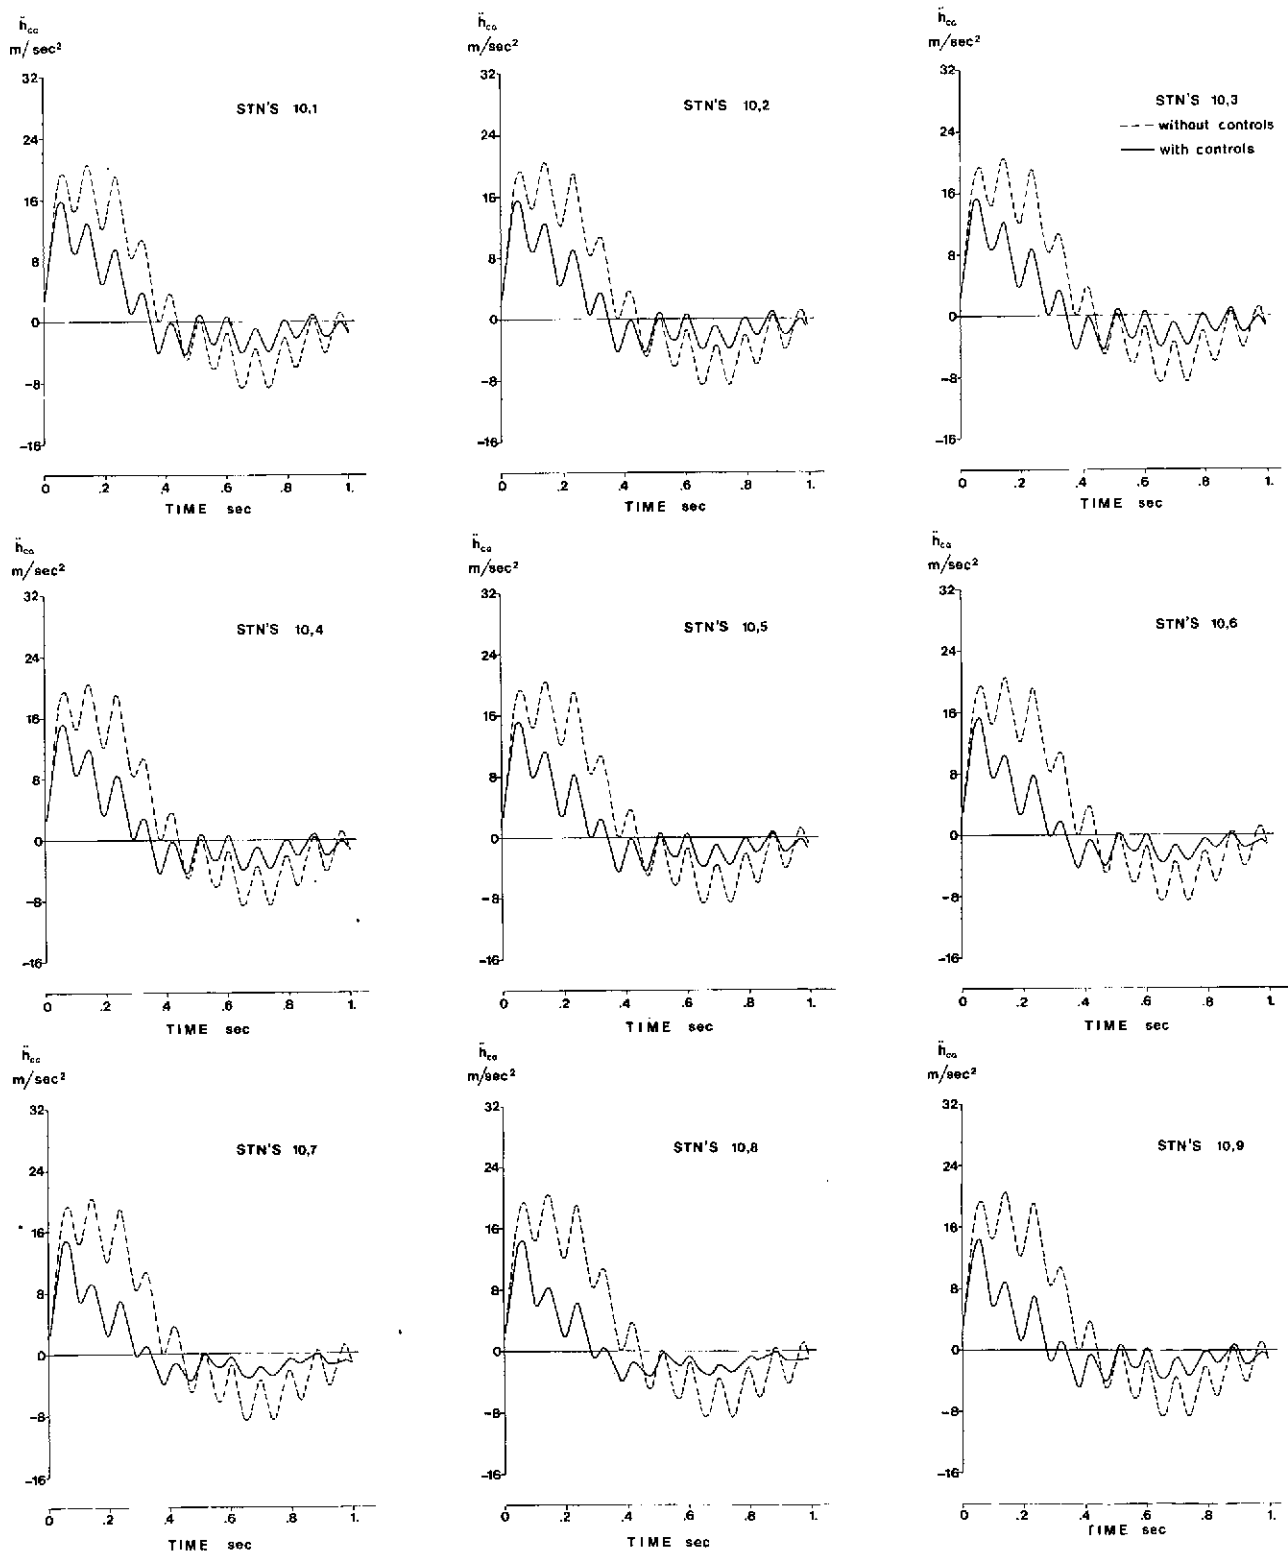 ḧca
m/sec²
32
24
16
8
0
-8
-16
STN'S 10,1
0 .2 .4 .6 .8 1.
TIME sec
ḧca
m/sec²
32
24
16
8
0
-8
-16
STN'S 10,2
0 .2 .4 .6 .8 1.
TIME sec
ḧca
m/sec²
32
24
16
8
0
-8
-16
STN'S 10,3
without controls
with controls
0 .2 .4 .6 .8 1.
TIME sec
ḧca
m/sec²
32
24
16
8
0
-8
-16
STN'S 10,4
0 .2 .4 .6 .8 1.
TIME sec
ḧca
m/sec²
32
24
16
8
0
-8
-16
STN'S 10,5
0 .2 .4 .6 .8 1.
TIME sec
ḧca
m/sec²
32
24
16
8
0
-8
-16
STN'S 10,6
0 .2 .4 .6 .8 1.
TIME sec
ḧca
m/sec²
32
24
16
8
0
-8
-16
STN'S 10,7
0 .2 .4 .6 .8 1.
TIME sec
ḧca
m/sec²
32
24
16
8
0
-8
-16
STN'S 10,8
0 .2 .4 .6 .8 1.
TIME sec
ḧca
m/sec²
32
24
16
8
0
-8
-16
STN'S 10,9
0 .2 .4 .6 .8 1.
TIME sec